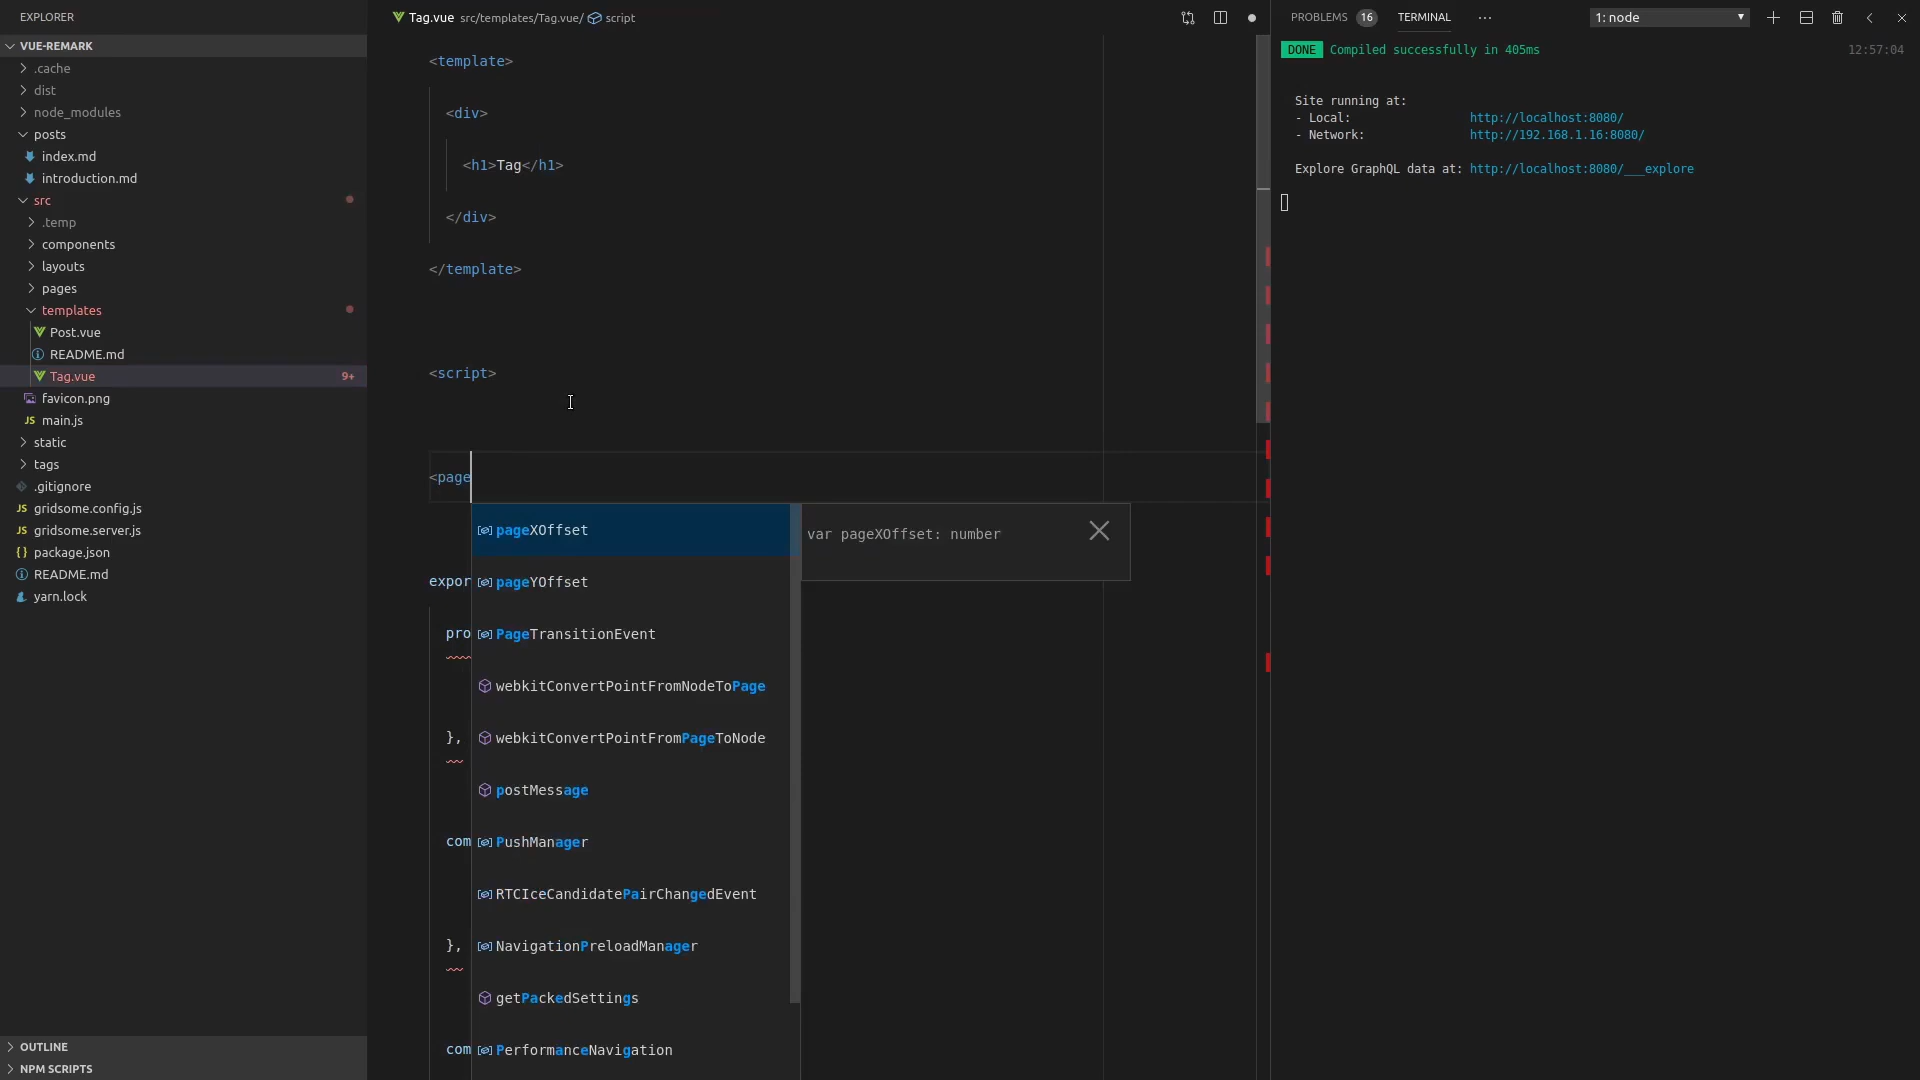 EXPLORER
VUE-REMARK
.cache
dist
node_modules
posts
index.md
introduction.md
src
.temp
components
layouts
pages
templates
Post.vue
README.md
Tag.vue 9+
favicon.png
main.js
static
tags
.gitignore
gridsome.config.js
gridsome.server.js
package.json
README.md
yarn.lock
OUTLINE
NPM SCRIPTS
Tag.vue src/templates/Tag.vue/ script
<template>
<div>
<h1>Tag</h1>
</div>
</template>
<script>
<page
expor
pro
},
com
},
com
pageXOffset
pageYOffset
PageTransitionEvent
webkitConvertPointFromNodeToPage
webkitConvertPointFromPageToNode
postMessage
PushManager
RTCIceCandidatePairChangedEvent
NavigationPreloadManager
getPackedSettings
PerformanceNavigation
var pageXOffset: number
PROBLEMS 16 TERMINAL ··· 1: node
DONE Compiled successfully in 405ms 12:57:04
Site running at:
- Local: http://localhost:8080/
- Network: http://192.168.1.16:8080/
Explore GraphQL data at: http://localhost:8080/___explore